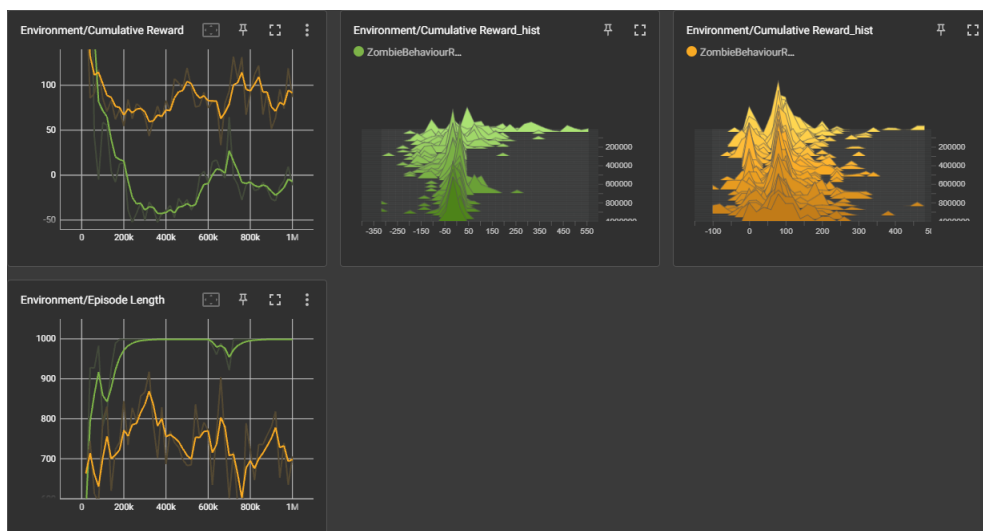 Environment/Cumulative Reward
100
50
0
-50
0 200k 400k 600k 800k 1M
Environment/Cumulative Reward_hist
ZombieBehaviourR...
200000
400000
600000
800000
-350 -250 -150 -50 50 150 250 350 450 550
Environment/Cumulative Reward_hist
ZombieBehaviourR...
200000
400000
600000
800000
-100 0 100 200 300 400
Environment/Episode Length
1000
900
800
700
0 200k 400k 600k 800k 1M